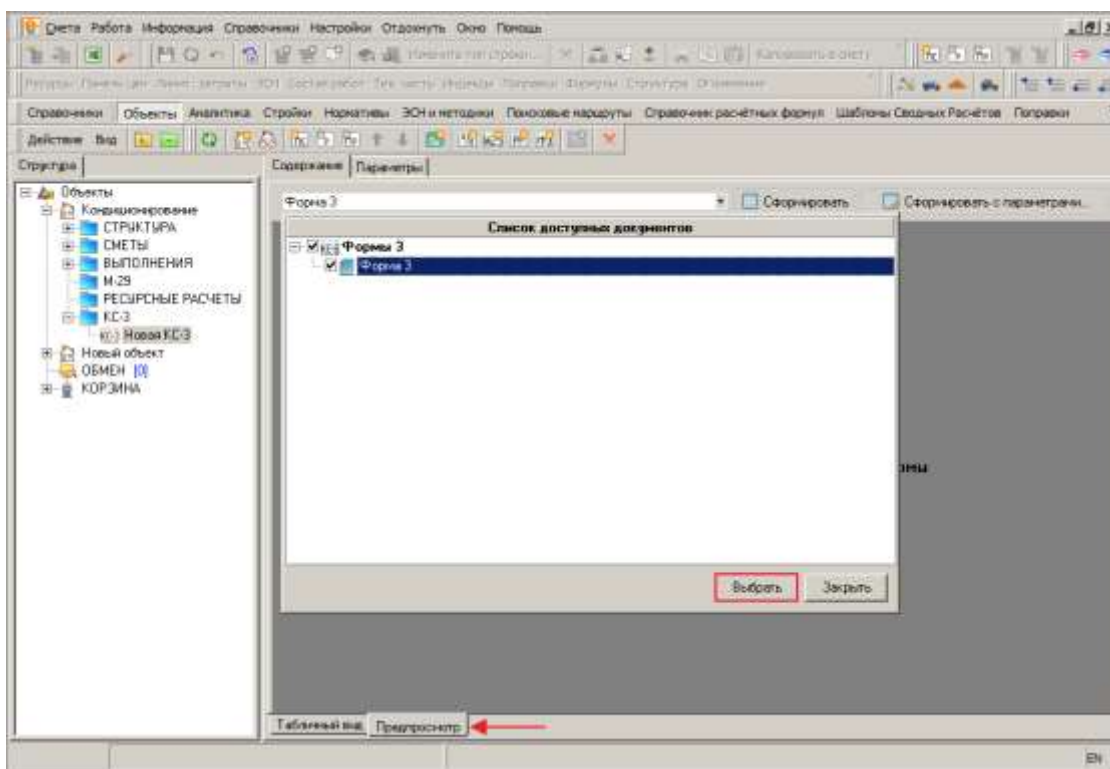 Смета Работа Информация Справочники Настройки Отдохнуть Окно Помощь
Справочники Объекты Аналитика Стройки Нормативы ЭСН и методики Поисковые маршруты Справочник расчётных формул Шаблоны Сводных Расчётов Поправки
Действие Вид
Структура
Содержание Параметры
Объекты
Кондиционирование
СТРУКТУРА
СМЕТЫ
ВЫПОЛНЕНИЯ
М-29
РЕСУРСНЫЕ РАСЧЕТЫ
КС-3
Новая КС-3
Новый объект
ОБМЕН [0]
КОРЗИНА
Форма 3
Сформировать
Сформировать с параметрами...
Список доступных документов
Формы 3
Форма 3
Выбрать
Закрыть
Табличный вид Предпросмотр
EN